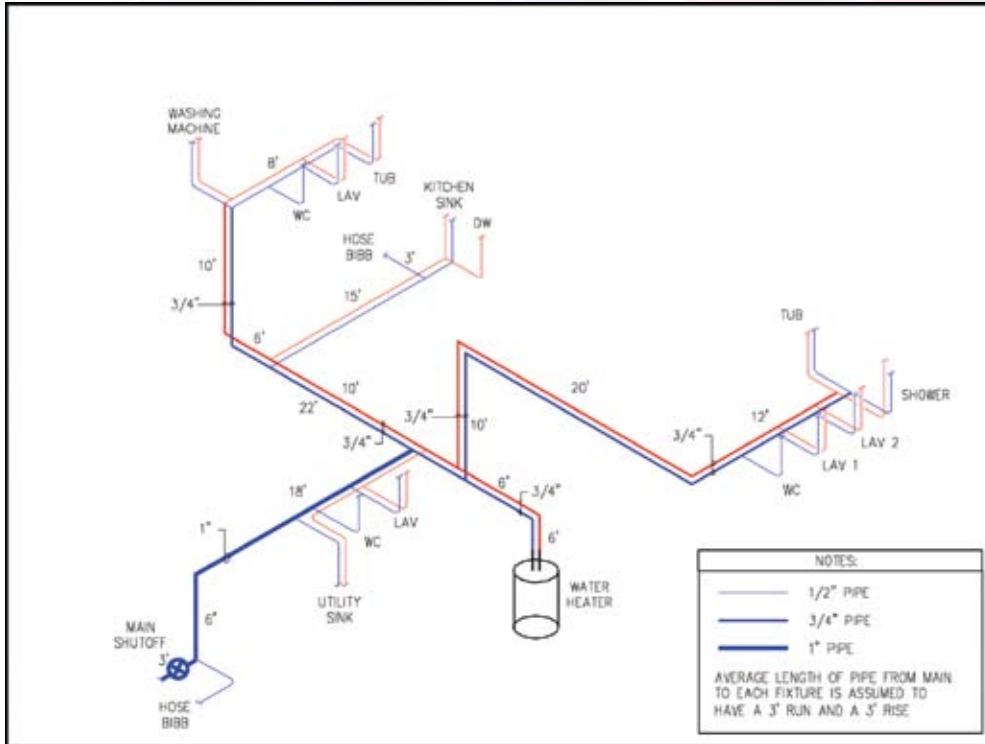 WASHING
MACHINE
8'
TUB
LAV
WC
KITCHEN
SINK
DW
HOSE
BIBB
3'
10'
15'
3/4"
6'
TUB
20'
10'
22'
3/4"
3/4"
10'
SHOWER
12'
3/4"
LAV 2
LAV 1
WC
6'
3/4"
18'
LAV
WC
6'
1"
WATER
HEATER
UTILITY
SINK
6"
MAIN
SHUTOFF
3'
HOSE
BIBB
NOTES:
1/2" PIPE
3/4" PIPE
1" PIPE
AVERAGE LENGTH OF PIPE FROM MAIN
TO EACH FIXTURE IS ASSUMED TO
HAVE A 3' RUN AND A 3' RISE